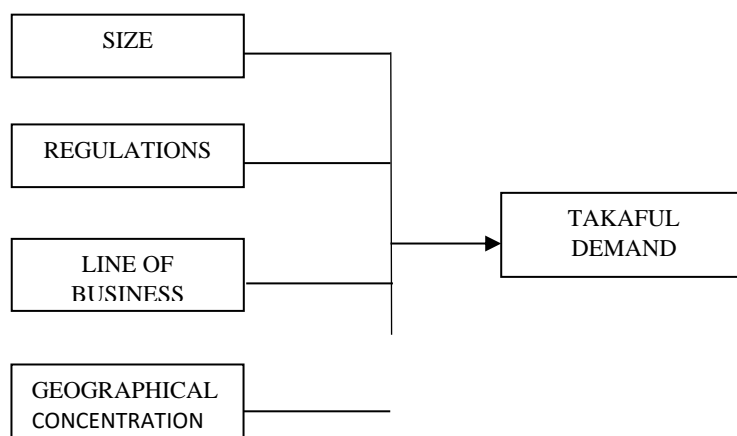 SIZE
REGULATIONS
LINE OF
BUSINESS
GEOGRAPHICAL
CONCENTRATION
TAKAFUL
DEMAND